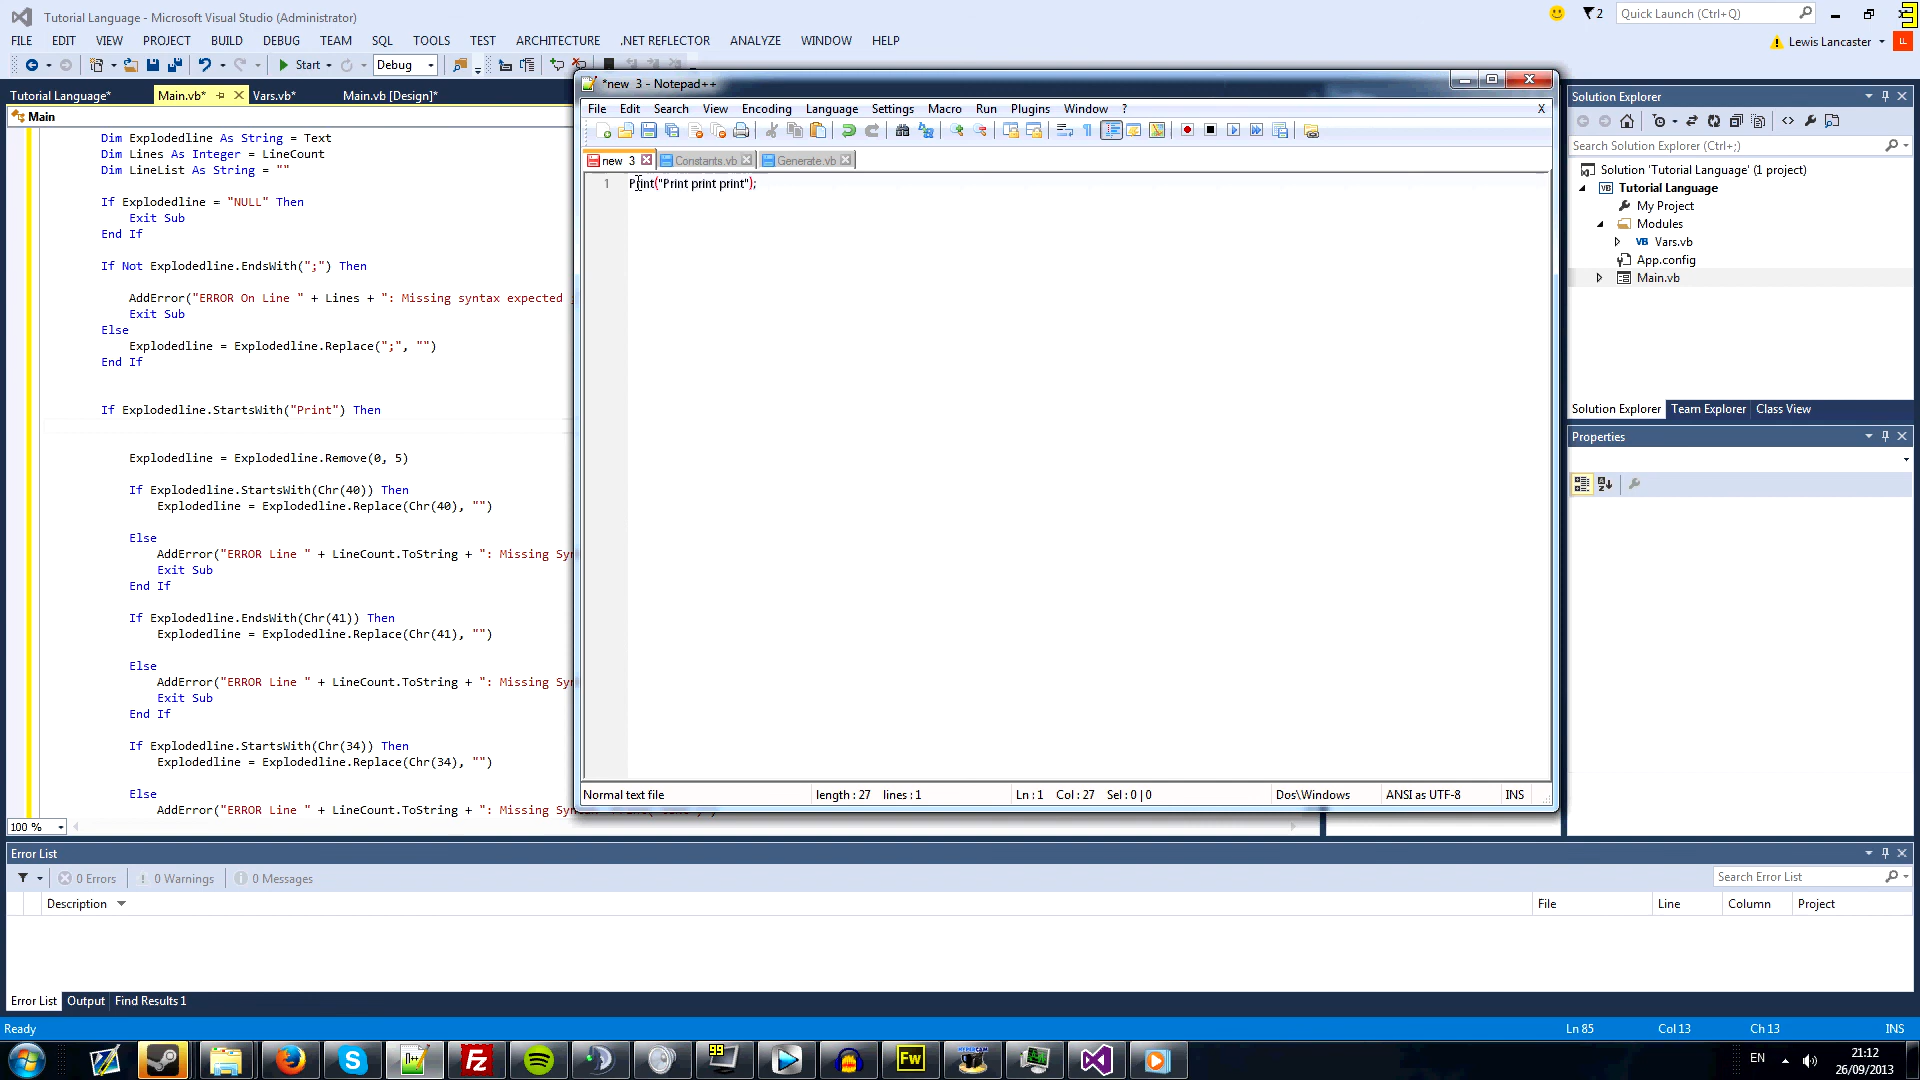 Tutorial Language - Microsoft Visual Studio (Administrator)
2
Quick Launch (Ctrl+Q)
FILE EDIT VIEW PROJECT BUILD DEBUG TEAM SQL TOOLS TEST ARCHITECTURE .NET REFLECTOR ANALYZE WINDOW HELP
Lewis Lancaster
LL
Start Debug
Tutorial Language* Main.vb* Vars.vb* Main.vb [Design]*
Main
Dim Explodedline As String = Text
Dim Lines As Integer = LineCount
Dim LineList As String = ""
If Explodedline = "NULL" Then
Exit Sub
End If
If Not Explodedline.EndsWith(";") Then
AddError("ERROR On Line " + Lines + ": Missing syntax expected
Exit Sub
Else
Explodedline = Explodedline.Replace(";", "")
End If
If Explodedline.StartsWith("Print") Then
Explodedline = Explodedline.Remove(0, 5)
If Explodedline.StartsWith(Chr(40)) Then
Explodedline = Explodedline.Replace(Chr(40), "")
Else
AddError("ERROR Line " + LineCount.ToString + ": Missing Syn
Exit Sub
End If
If Explodedline.EndsWith(Chr(41)) Then
Explodedline = Explodedline.Replace(Chr(41), "")
Else
AddError("ERROR Line " + LineCount.ToString + ": Missing Syn
Exit Sub
End If
If Explodedline.StartsWith(Chr(34)) Then
Explodedline = Explodedline.Replace(Chr(34), "")
Else
AddError("ERROR Line " + LineCount.ToString + ": Missing
100 %
*new 3 - Notepad++
File Edit Search View Encoding Language Settings Macro Run Plugins Window ? X
new 3 Constants.vb Generate.vb
1 Print("Print print print");
Normal text file length : 27 lines : 1 Ln : 1 Col : 27 Sel : 0 | 0 Dos\Windows ANSI as UTF-8 INS
Solution Explorer
Search Solution Explorer (Ctrl+;)
Solution 'Tutorial Language' (1 project)
VB Tutorial Language
My Project
Modules
VB Vars.vb
App.config
Main.vb
Solution Explorer Team Explorer Class View
Properties
Error List
0 Errors 0 Warnings 0 Messages
Search Error List
Description File Line Column Project
Error List Output Find Results 1
Ready Ln 85 Col 13 Ch 13 INS
n++ Fz 99 Fw
EN 21:12
26/09/2013